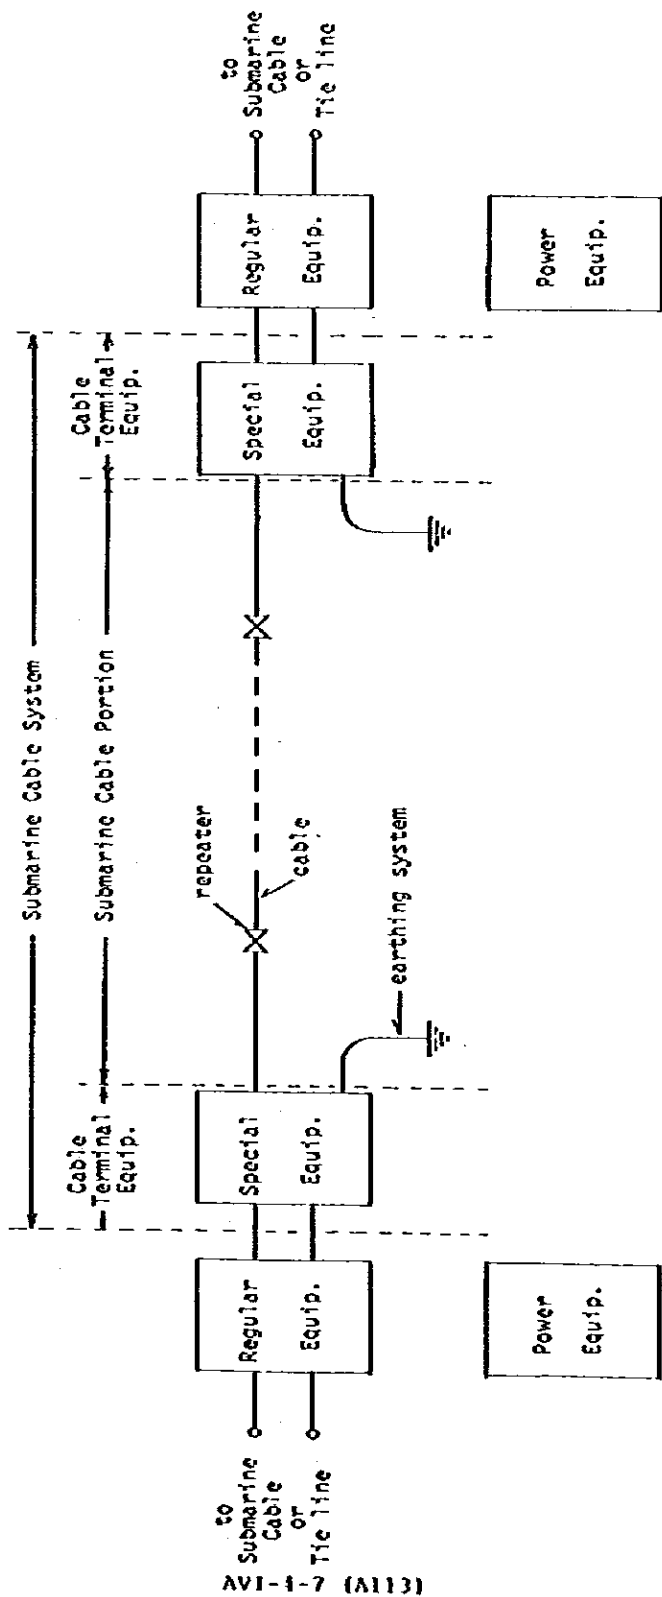 Submarine Cable System
Cable
Terminal
Equip.
Submarine Cable Portion
Cable
Terminal
Equip.
to
Submarine
Cable
or
Tie line
Regular
Equip.
Special
Equip.
repeater
cable
earthing system
Special
Equip.
Regular
Equip.
to
Submarine
Cable
or
Tie line
Power
Equip.
Power
Equip.
AVI-4-7 (A113)